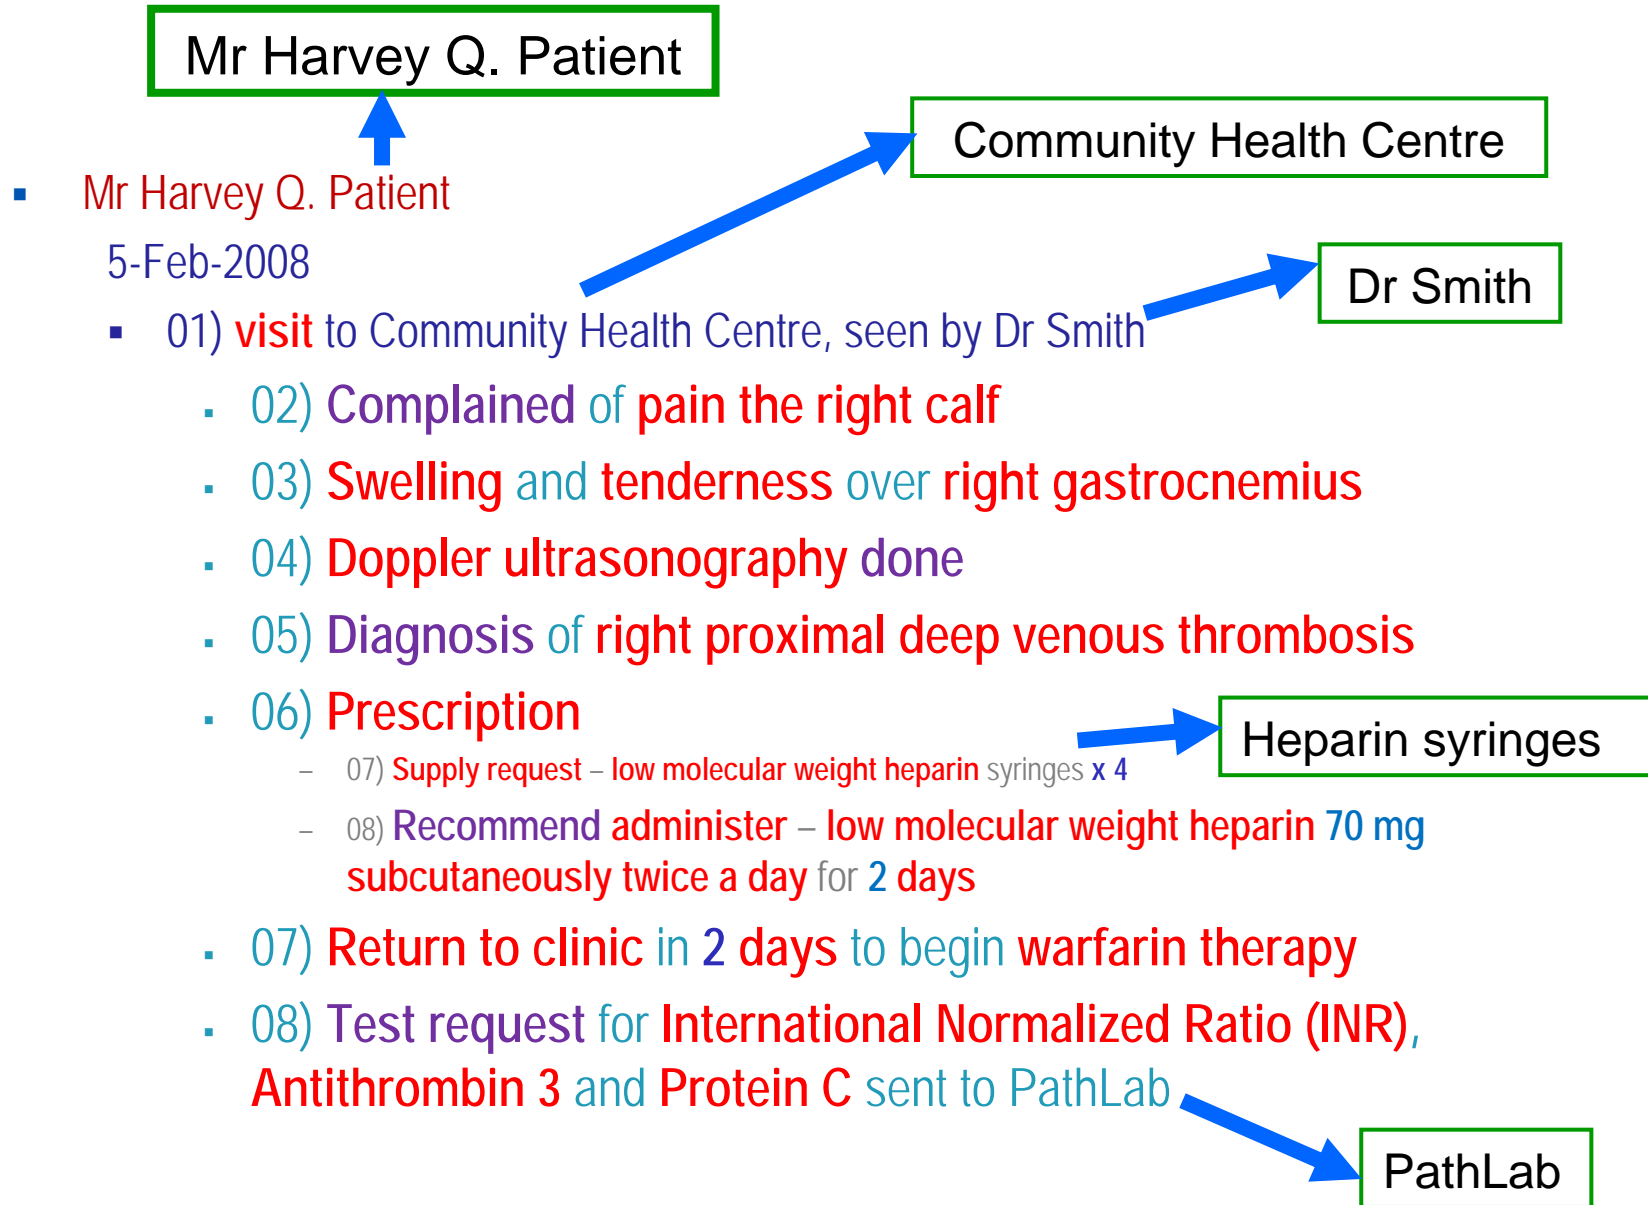 Mr Harvey Q. Patient
Community Health Centre
▪ Mr Harvey Q. Patient
5-Feb-2008
Dr Smith
▪ 01) visit to Community Health Centre, seen by Dr Smith
▪ 02) Complained of pain the right calf
▪ 03) Swelling and tenderness over right gastrocnemius
▪ 04) Doppler ultrasonography done
▪ 05) Diagnosis of right proximal deep venous thrombosis
▪ 06) Prescription
Heparin syringes
– 07) Supply request – low molecular weight heparin syringes x 4
– 08) Recommend administer – low molecular weight heparin 70 mg
subcutaneously twice a day for 2 days
▪ 07) Return to clinic in 2 days to begin warfarin therapy
▪ 08) Test request for International Normalized Ratio (INR),
Antithrombin 3 and Protein C sent to PathLab
PathLab